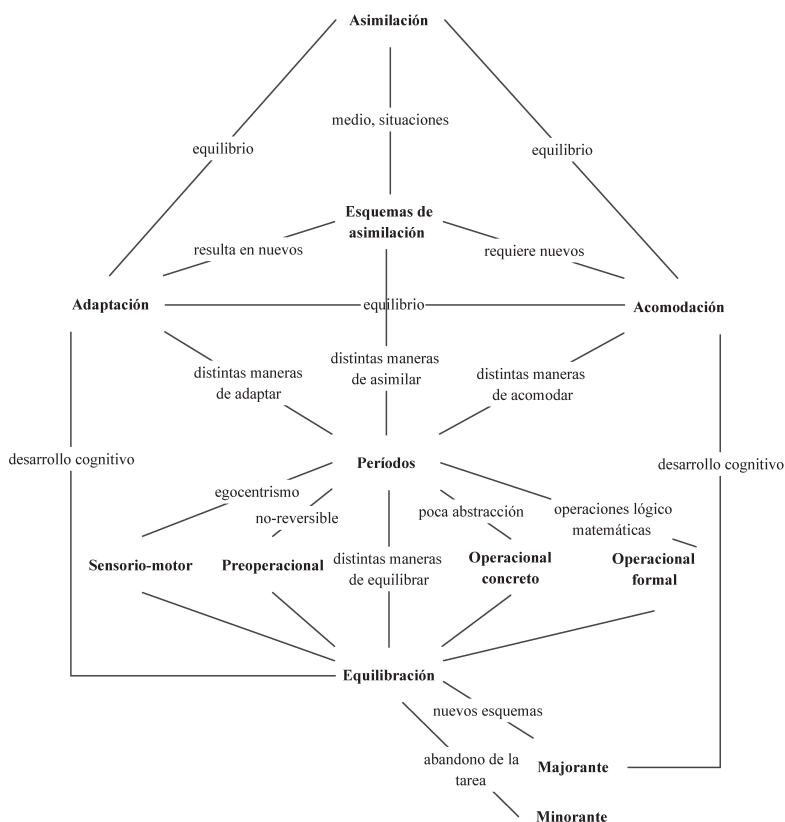 Asimilación
medio, situaciones
equilibrio
equilibrio
Esquemas de
asimilación
resulta en nuevos
requiere nuevos
Adaptación
equilibrio
Acomodación
distintas maneras
de adaptar
distintas maneras
de asimilar
distintas maneras
de acomodar
desarrollo cognitivo
Períodos
desarrollo cognitivo
egocentrismo
no-reversible
poca abstracción
operaciones lógico
matemáticas
Sensorio-motor
Preoperacional
distintas maneras
de equilibrar
Operacional
concreto
Operacional
formal
Equilibración
nuevos esquemas
abandono de la
tarea
Majorante
Minorante